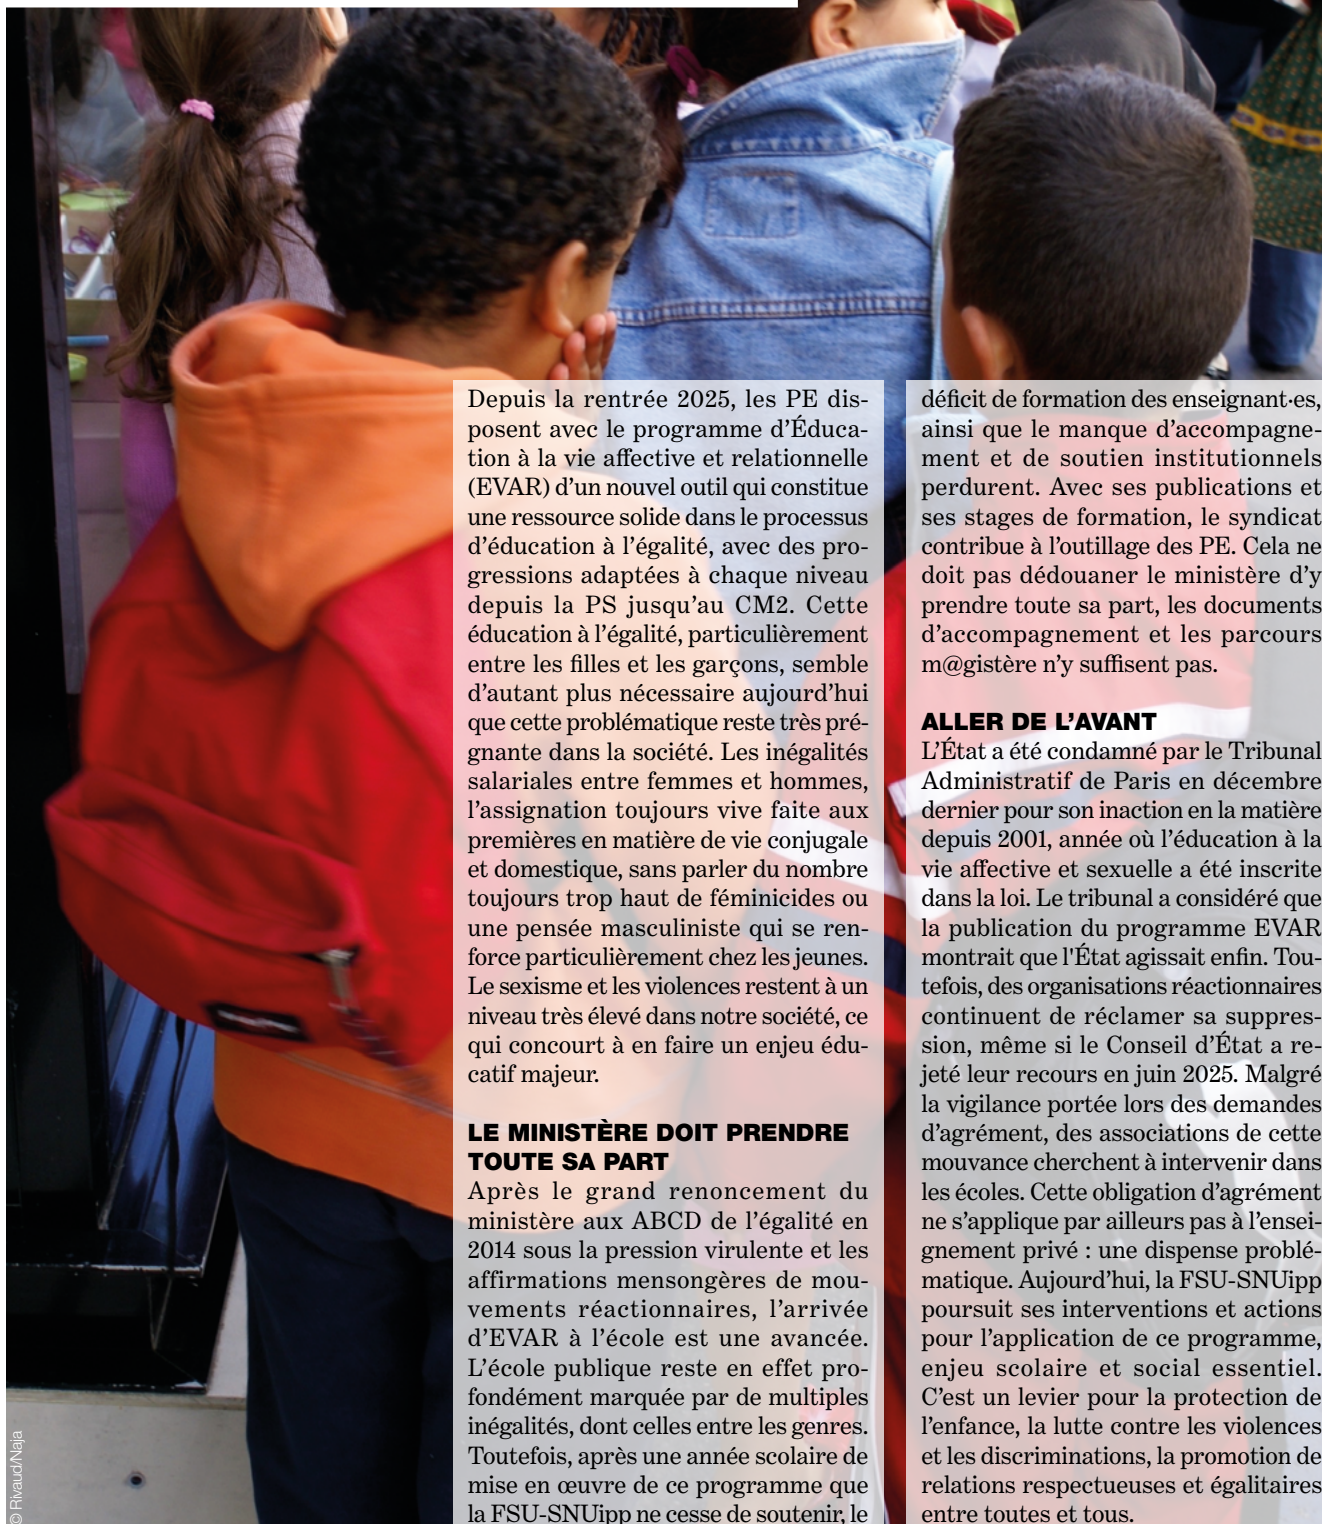 Depuis la rentrée 2025, les PE dis-
posent avec le programme d’Éduca-
tion à la vie affective et relationnelle
(EVAR) d’un nouvel outil qui constitue
une ressource solide dans le processus
d’éducation à l’égalité, avec des pro-
gressions adaptées à chaque niveau
depuis la PS jusqu’au CM2. Cette
éducation à l’égalité, particulièrement
entre les filles et les garçons, semble
d’autant plus nécessaire aujourd’hui
que cette problématique reste très pré-
gnante dans la société. Les inégalités
salariales entre femmes et hommes,
l’assignation toujours vive faite aux
premières en matière de vie conjugale
et domestique, sans parler du nombre
toujours trop haut de féminicides ou
une pensée masculiniste qui se ren-
force particulièrement chez les jeunes.
Le sexisme et les violences restent à un
niveau très élevé dans notre société, ce
qui concourt à en faire un enjeu édu-
catif majeur.
LE MINISTÈRE DOIT PRENDRE
TOUTE SA PART
Après le grand renoncement du
ministère aux ABCD de l’égalité en
2014 sous la pression virulente et les
affirmations mensongères de mou-
vements réactionnaires, l’arrivée
d’EVAR à l’école est une avancée.
L’école publique reste en effet pro-
fondément marquée par de multiples
inégalités, dont celles entre les genres.
Toutefois, après une année scolaire de
mise en œuvre de ce programme que
la FSU-SNUipp ne cesse de soutenir, le
déficit de formation des enseignant·es,
ainsi que le manque d’accompagne-
ment et de soutien institutionnels
perdurent. Avec ses publications et
ses stages de formation, le syndicat
contribue à l’outillage des PE. Cela ne
doit pas dédouaner le ministère d’y
prendre toute sa part, les documents
d’accompagnement et les parcours
m@gistère n’y suffisent pas.
ALLER DE L’AVANT
L’État a été condamné par le Tribunal
Administratif de Paris en décembre
dernier pour son inaction en la matière
depuis 2001, année où l’éducation à la
vie affective et sexuelle a été inscrite
dans la loi. Le tribunal a considéré que
la publication du programme EVAR
montrait que l'État agissait enfin. Tou-
tefois, des organisations réactionnaires
continuent de réclamer sa suppres-
sion, même si le Conseil d’État a re-
jeté leur recours en juin 2025. Malgré
la vigilance portée lors des demandes
d’agrément, des associations de cette
mouvance cherchent à intervenir dans
les écoles. Cette obligation d’agrément
ne s’applique par ailleurs pas à l’ensei-
gnement privé : une dispense problé-
matique. Aujourd’hui, la FSU-SNUipp
poursuit ses interventions et actions
pour l’application de ce programme,
enjeu scolaire et social essentiel.
C’est un levier pour la protection de
l’enfance, la lutte contre les violences
et les discriminations, la promotion de
relations respectueuses et égalitaires
entre toutes et tous.
© Rivaud/Naja